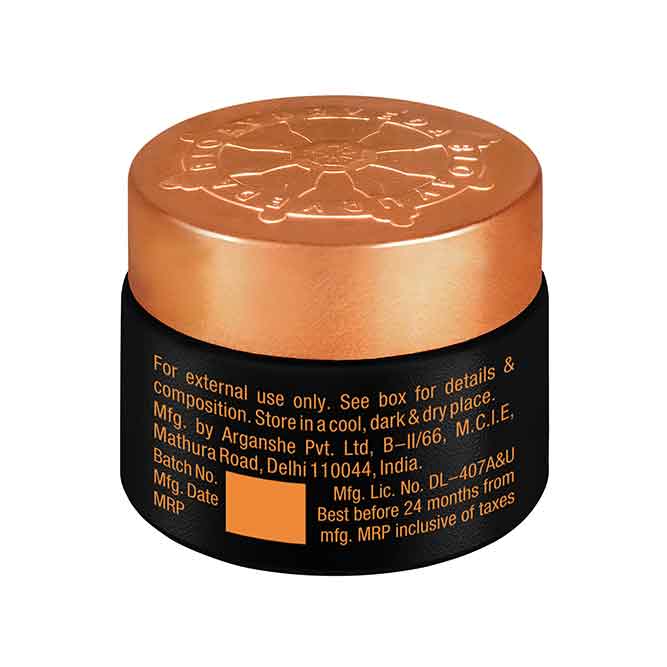 BIOAYURVEDA BIOAYURVEDA
For external use only. See box for details &
composition. Store in a cool, dark & dry place.
Mfg. by Arganshe Pvt. Ltd, B–II/66, M.C.I.E,
Mathura Road, Delhi 110044, India.
Batch No.
Mfg. Date
MRP
Mfg. Lic. No. DL–407A&U
Best before 24 months from
mfg. MRP inclusive of taxes